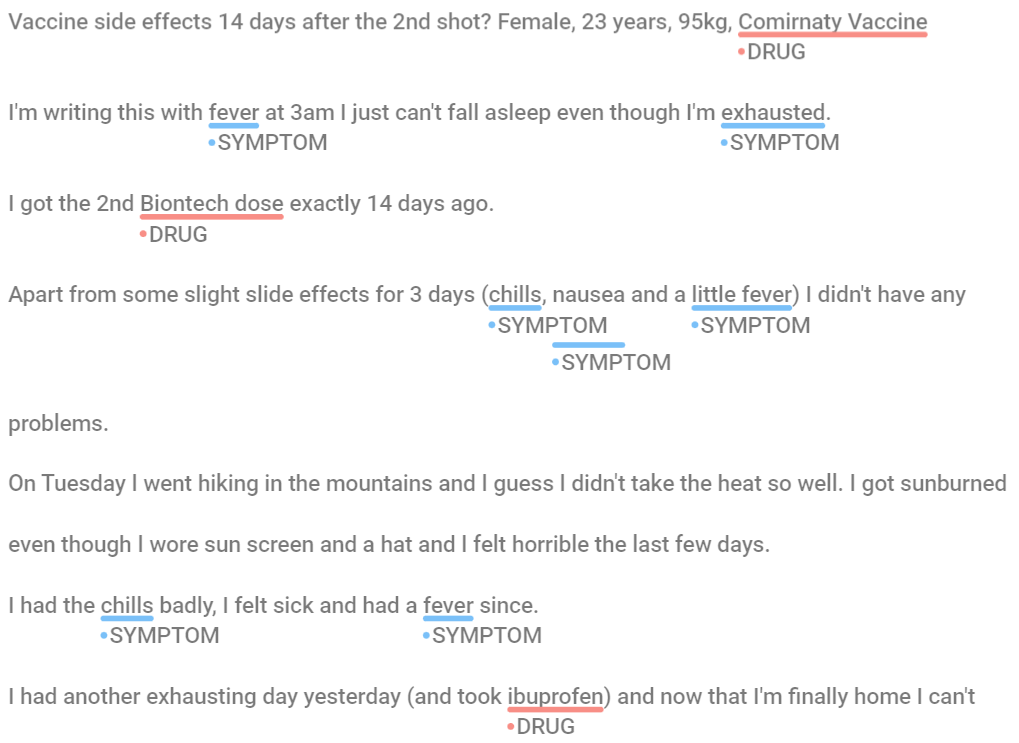 Vaccine side effects 14 days after the 2nd shot? Female, 23 years, 95kg, Comirnaty Vaccine
•DRUG
I'm writing this with fever at 3am I just can't fall asleep even though I'm exhausted.
•SYMPTOM •SYMPTOM
I got the 2nd Biontech dose exactly 14 days ago.
•DRUG
Apart from some slight slide effects for 3 days (chills, nausea and a little fever) I didn't have any
•SYMPTOM •SYMPTOM
•SYMPTOM
problems.
On Tuesday I went hiking in the mountains and I guess I didn't take the heat so well. I got sunburned
even though I wore sun screen and a hat and I felt horrible the last few days.
I had the chills badly, I felt sick and had a fever since.
•SYMPTOM •SYMPTOM
I had another exhausting day yesterday (and took ibuprofen) and now that I'm finally home I can't
•DRUG